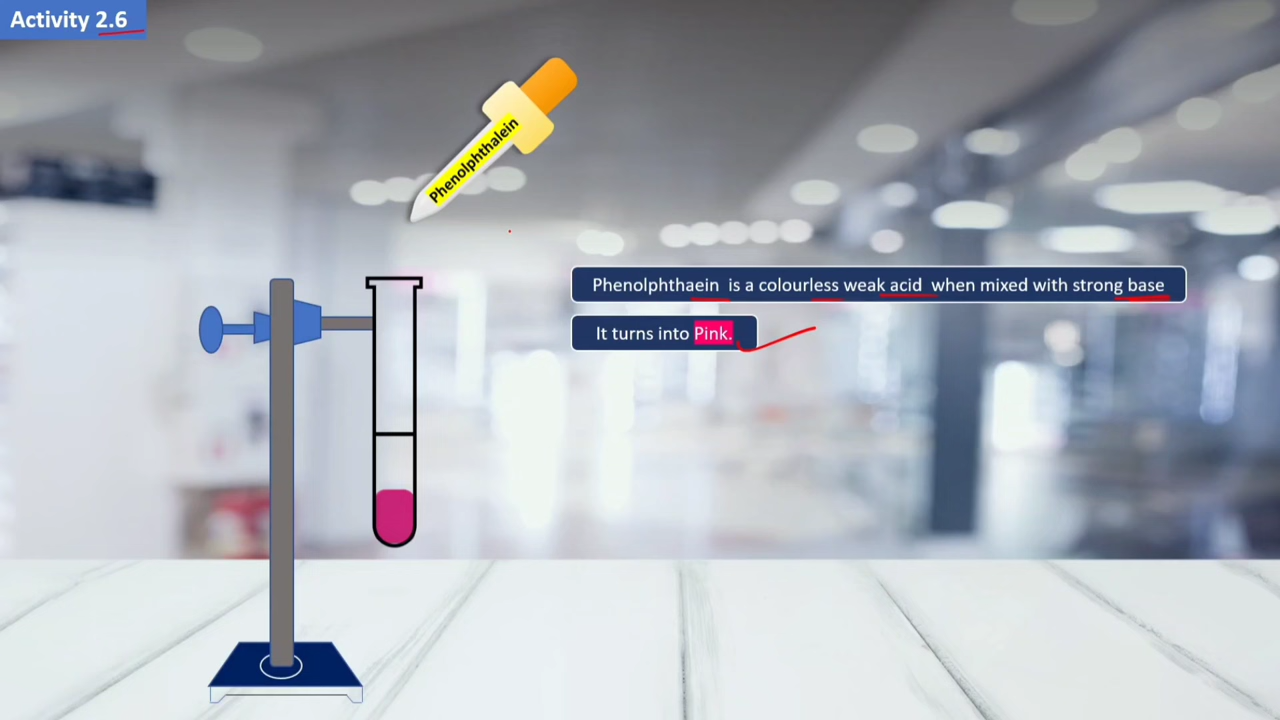 Activity 2.6
Phenolphthalein
Phenolphthaein is a colourless weak acid when mixed with strong base
It turns into Pink.